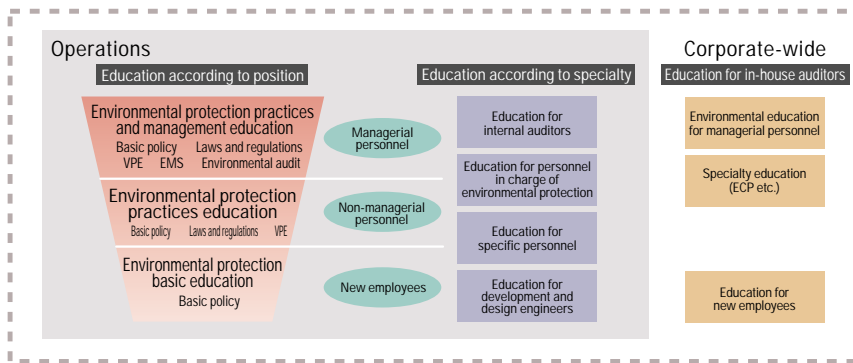 Operations
Education according to position
Environmental protection practices
and management education
Basic policy Laws and regulations
VPE EMS Environmental audit
Environmental protection
practices education
Basic policy Laws and regulations VPE
Environmental protection
basic education
Basic policy
Managerial
personnel
Non-managerial
personnel
New employees
Education according to specialty
Education for
internal auditors
Education for personnel
in charge of
environmental protection
Education for
specific personnel
Education for
development and
design engineers
Corporate-wide
Education for in-house auditors
Environmental education
for managerial personnel
Specialty education
(ECP etc.)
Education for
new employees